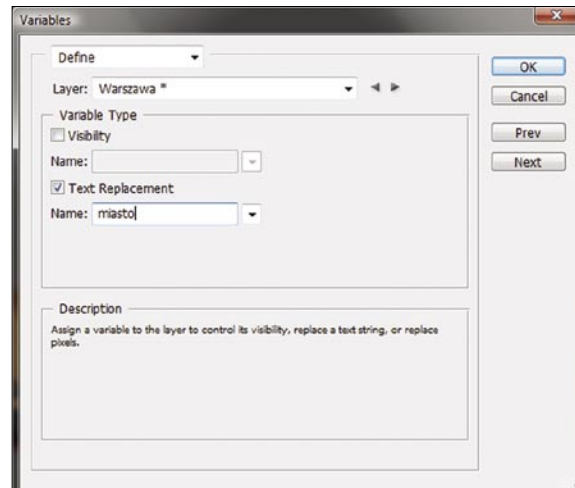 Variables
Define
OK
Layer: Warszawa *
Cancel
Variable Type
Visibility
Prev
Name:
Next
Text Replacement
Name: miasto
Description
Assign a variable to the layer to control its visibility, replace a text string, or replace
pixels.